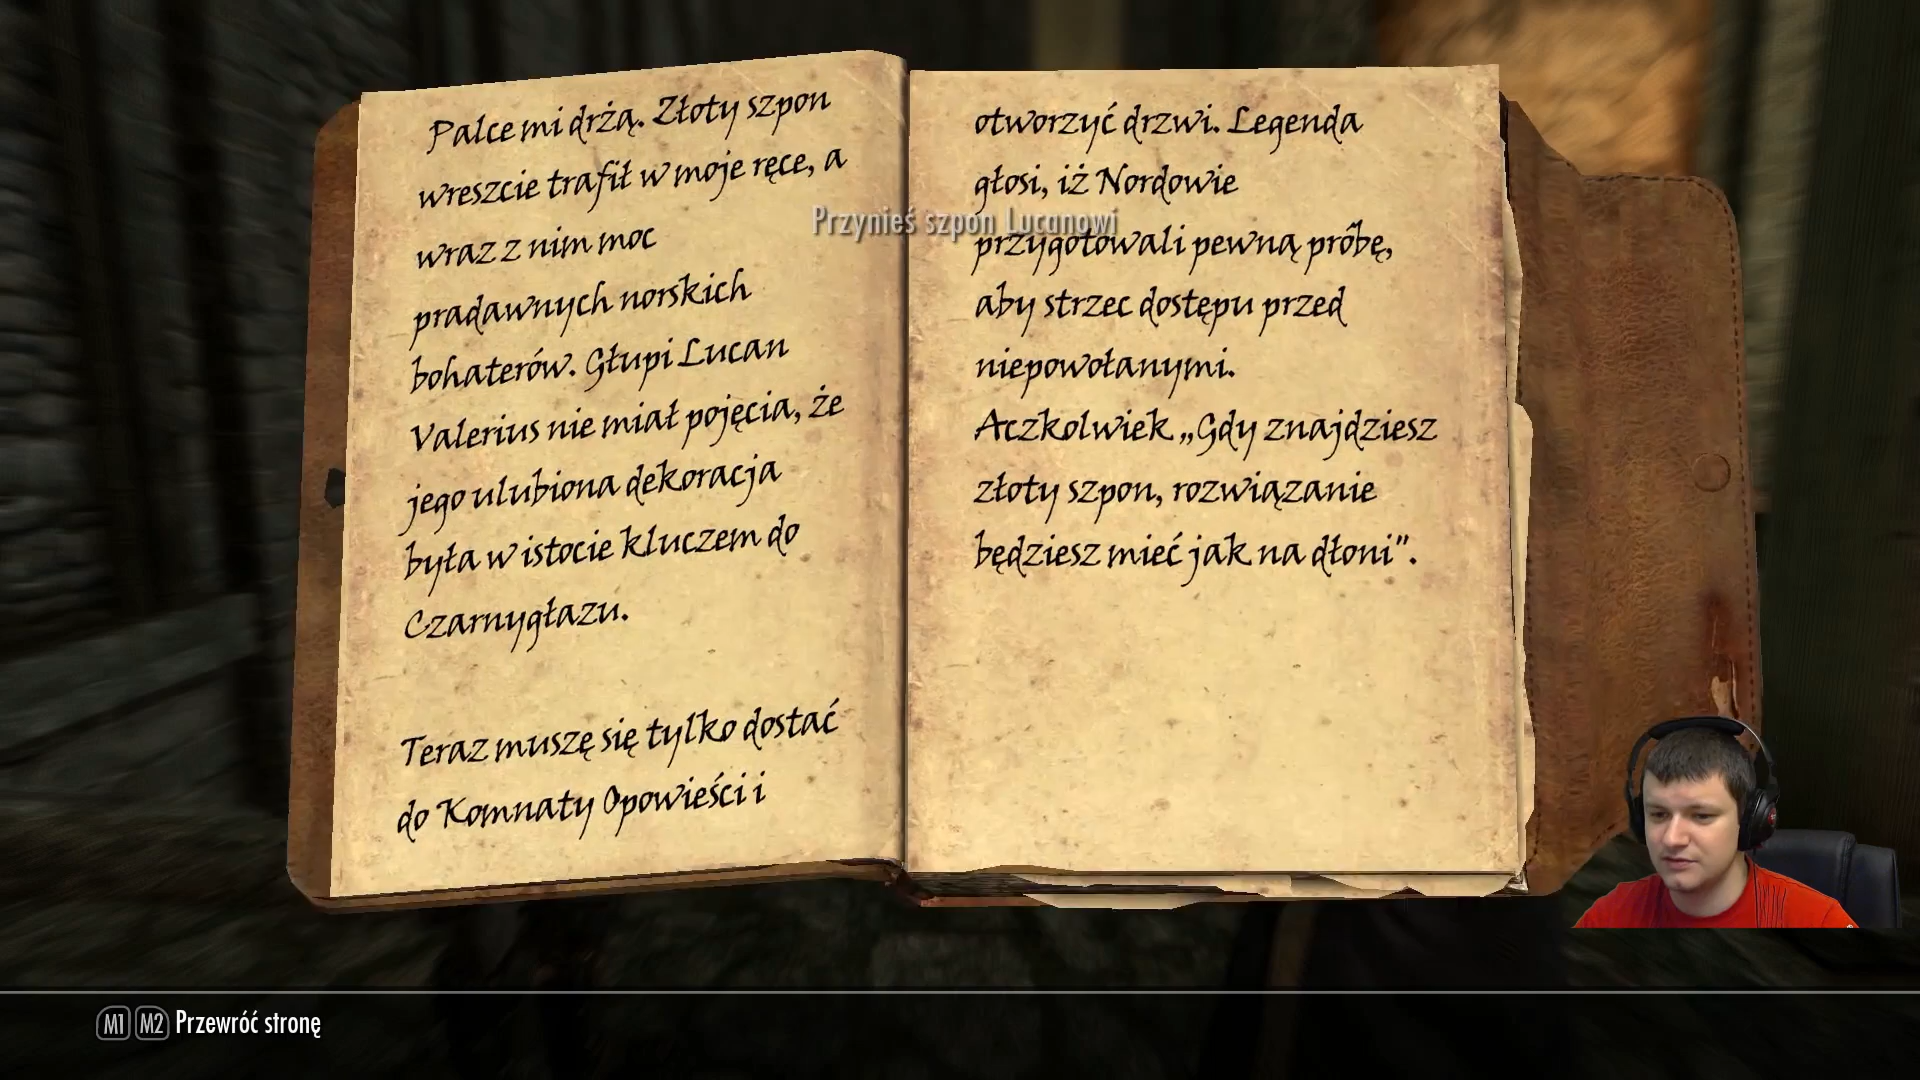 Palce mi drżą. Złoty szpon
wreszcie trafił w moje ręce, a
wraz z nim moc
pradawnych norskich
bohaterów. Głupi Lucan
Valerius nie miał pojęcia, że
jego ulubiona dekoracja
była w istocie kluczem do
Czarnygłazu.
Teraz muszę się tylko dostać
do Komnaty Opowieści i
otworzyć drzwi. Legenda
głosi, iż Nordowie
przygotowali pewną próbę,
aby strzec dostępu przed
niepowołanymi.
Aczkolwiek „Gdy znajdziesz
złoty szpon, rozwiązanie
będziesz mieć jak na dłoni”.
Przynieś szpon Lucanowi
M1 M2 Przewróć stronę